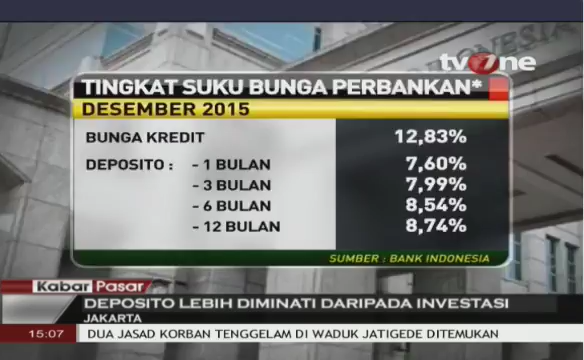 ONESIA
tvOne
TINGKAT SUKU BUNGA PERBANKAN*
DESEMBER 2015
BUNGA KREDIT 12,83%
DEPOSITO : - 1 BULAN 7,60%
- 3 BULAN 7,99%
- 6 BULAN 8,54%
- 12 BULAN 8,74%
SUMBER : BANK INDONESIA
Kabar Pasar
DEPOSITO LEBIH DIMINATI DARIPADA INVESTASI
JAKARTA
15:07 DUA JASAD KORBAN TENGGELAM DI WADUK JATIGEDE DITEMUKAN